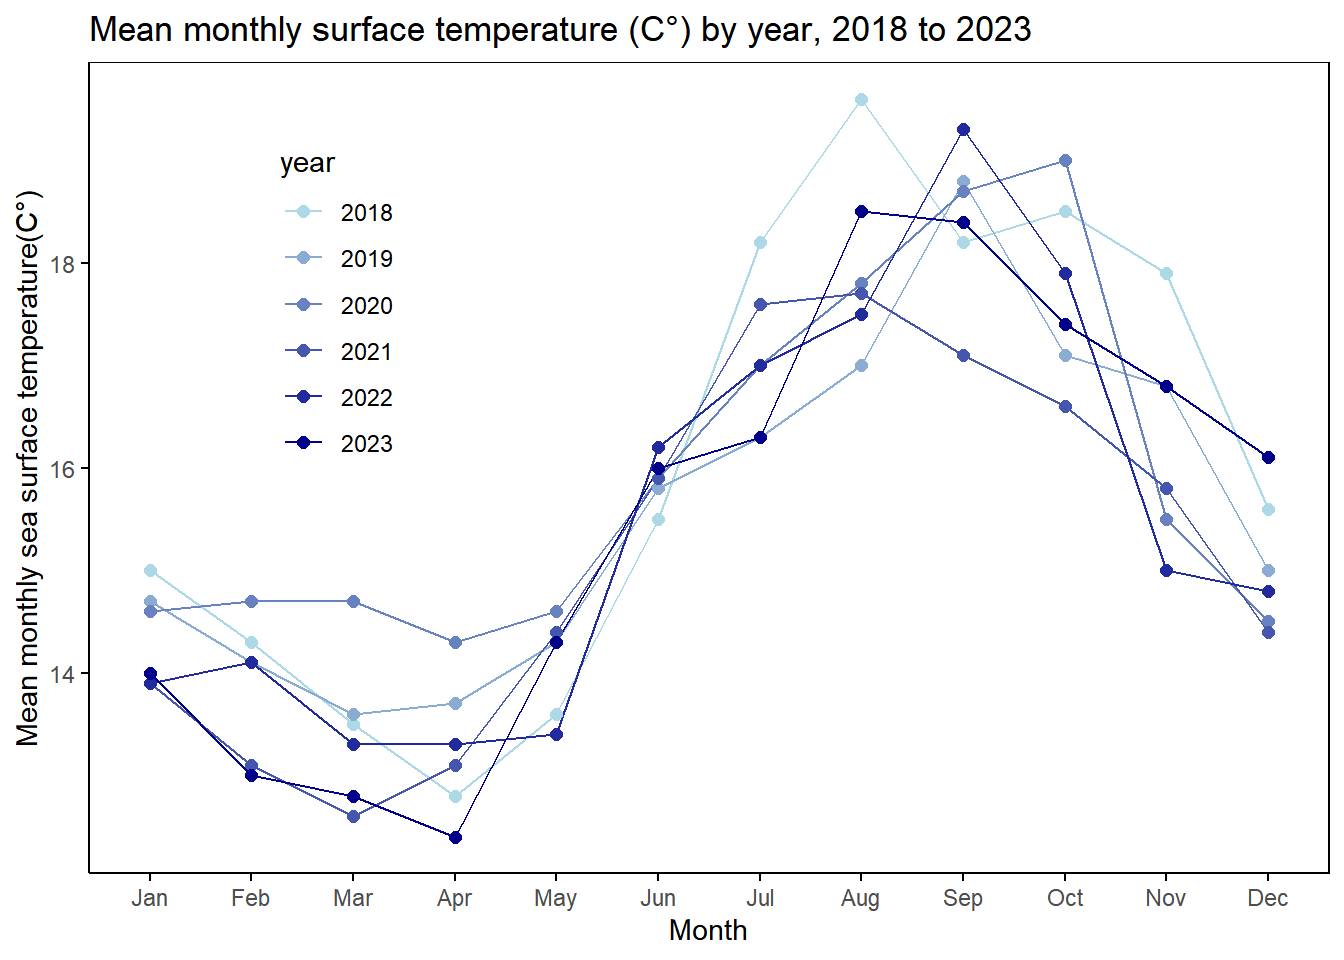 Mean monthly surface temperature (C°) by year, 2018 to 2023
Mean monthly sea surface temperature(C°)
18
16
14
year
2018
2019
2020
2021
2022
2023
Jan Feb Mar Apr May Jun Jul Aug Sep Oct Nov Dec
Month